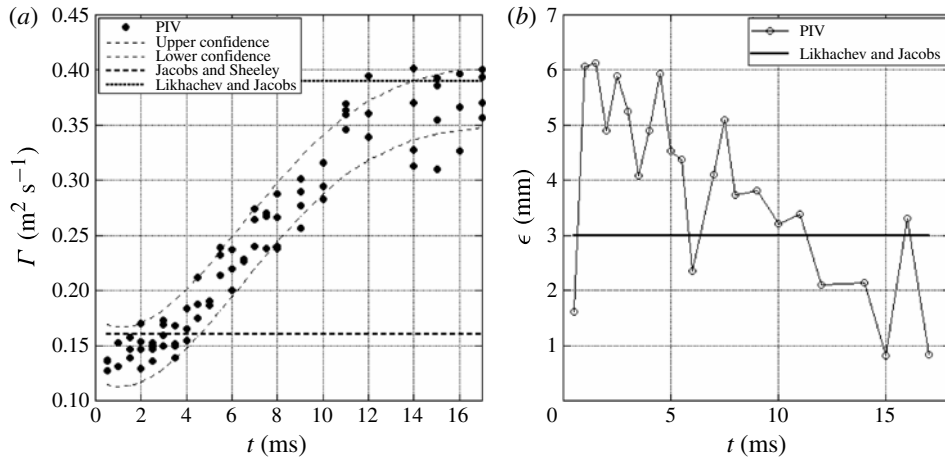 (a)
0.45
0.40
0.35
0.30
0.25
0.20
0.15
0.10
Γ (m² s⁻¹)
PIV
Upper confidence
Lower confidence
Jacobs and Sheeley
Likhachev and Jacobs
0 2 4 6 8 10 12 14 16
t (ms)
(b)
7
6
5
4
3
2
1
0
ϵ (mm)
PIV
Likhachev and Jacobs
5 10 15
t (ms)